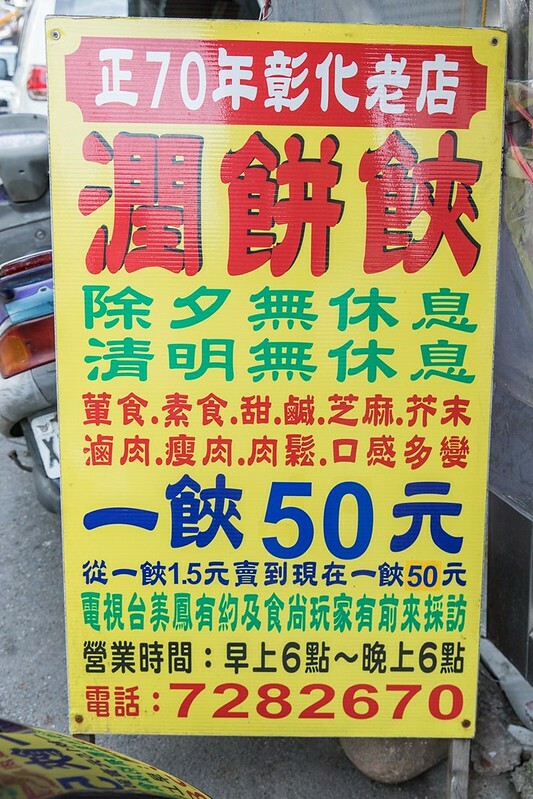 正70年彰化老店
潤餅餄
除夕無休息
清明無休息
葷食.素食.甜.鹹.芝麻.芥末
滷肉.瘦肉.肉鬆.口感多變
一餄50元
從一餄1.5元賣到現在一餄50元
電視台美鳳有約及食尚玩家有前來採訪
營業時間：早上6點～晚上6點
電話：7282670